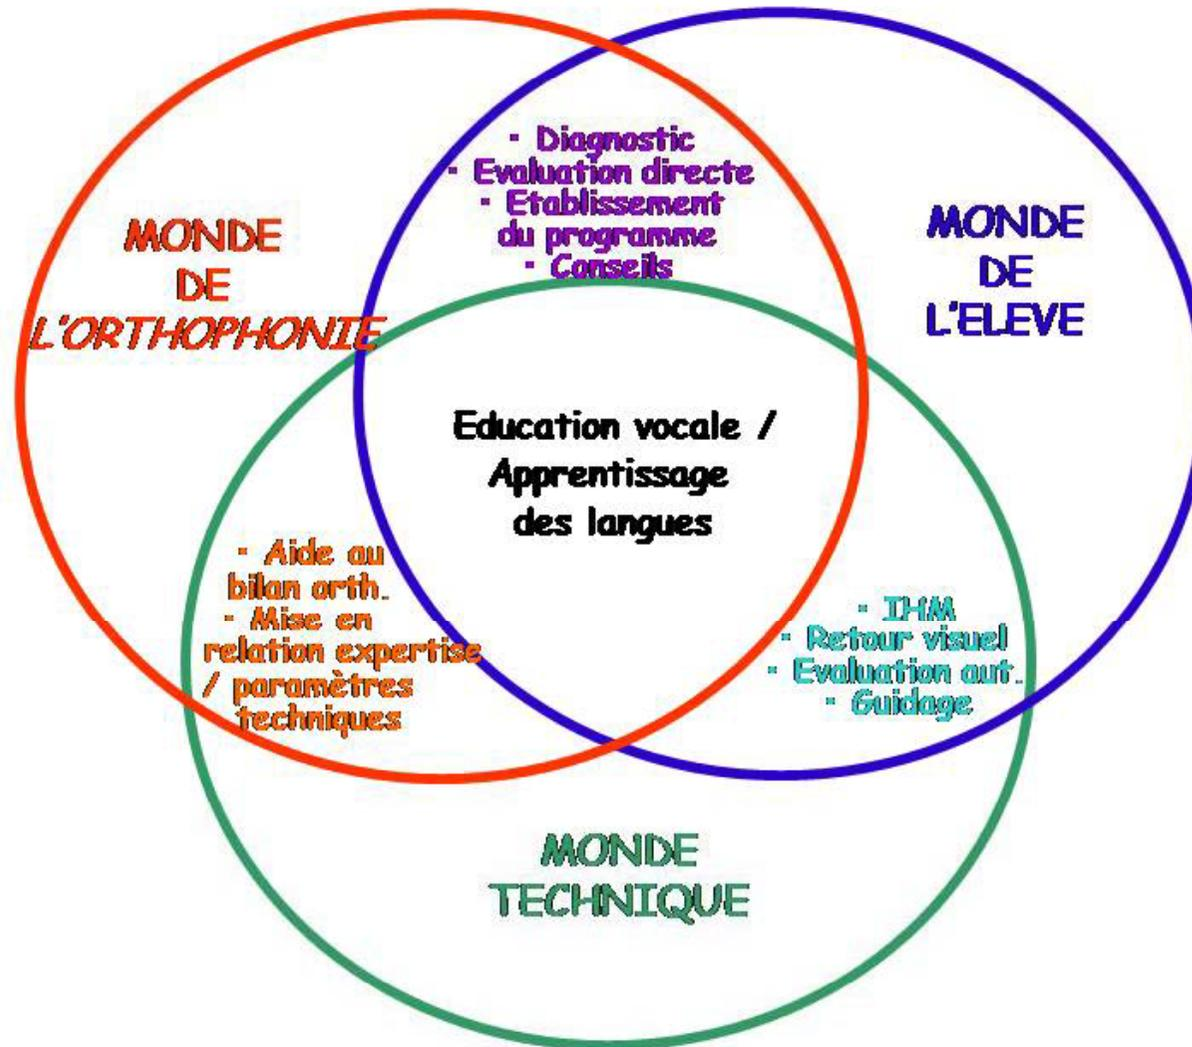 · Diagnostic
· Evaluation directe
· Etablissement
du programme
· Conseils
MONDE
DE
L'ORTHOPHONIE
MONDE
DE
L'ELEVE
Education vocale /
Apprentissage
des langues
· Aide au
bilan orth.
· Mise en
relation expertise
/ paramètres
techniques
· IHM
· Retour visuel
· Evaluation aut.
· Guidage
MONDE
TECHNIQUE